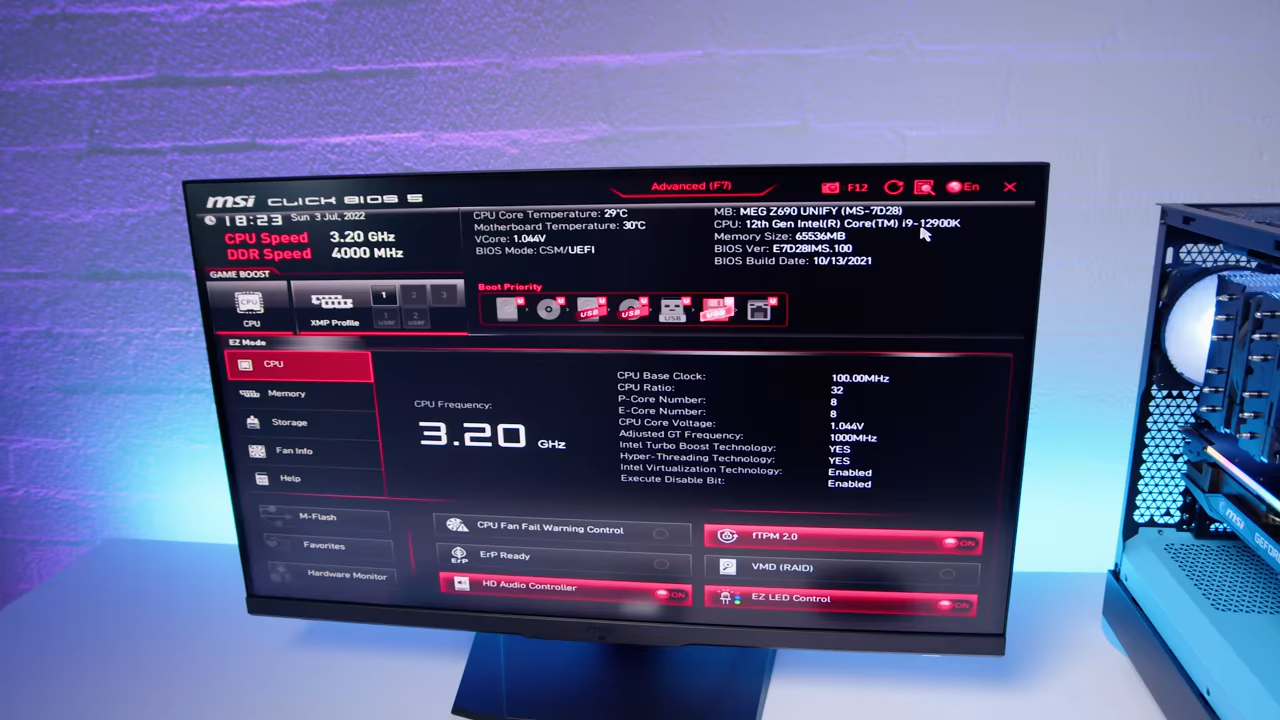 msi CLICK BIOS 5
Advanced (F7)
F12
En
18:23 Sun 3 Jul, 2022
CPU Speed 3.20 GHz
DDR Speed 4000 MHz
CPU Core Temperature: 29°C
Motherboard Temperature: 30°C
VCore: 1.044V
BIOS Mode: CSM/UEFI
MB: MEG Z690 UNIFY (MS-7D28)
CPU: 12th Gen Intel(R) Core(TM) i9-12900K
Memory Size: 65536MB
BIOS Ver: E7D28IMS.100
BIOS Build Date: 10/13/2021
GAME BOOST
CPU
CPU
XMP Profile
1 2 3
1 user 2 user
Boot Priority
U U U U U U U
USB USB USB USB
EZ Mode
CPU
Memory
Storage
Fan Info
Help
CPU Frequency:
3.20 GHz
CPU Base Clock: 100.00MHz
CPU Ratio: 32
P-Core Number: 8
E-Core Number: 8
CPU Core Voltage: 1.044V
Adjusted GT Frequency: 1000MHz
Intel Turbo Boost Technology: YES
Hyper-Threading Technology: YES
Intel Virtualization Technology: Enabled
Execute Disable Bit: Enabled
M-Flash
Favorites
Hardware Monitor
CPU Fan Fail Warning Control
ErP Ready
ErP
HD Audio Controller ON
fTPM 2.0 ON
VMD (RAID)
EZ LED Control ON
msi